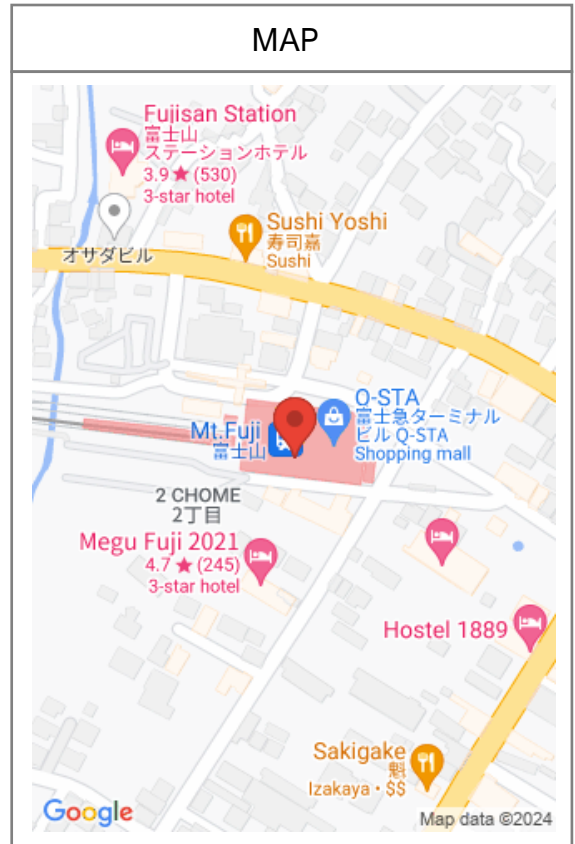 MAP
Fujisan Station
富士山
ステーションホテル
3.9★(530)
3-star hotel
オサダビル
Sushi Yoshi
寿司嘉
Sushi
Q-STA
富士急ターミナル
ビル Q-STA
Shopping mall
Mt.Fuji
富士山
2 CHOME
2丁目
Megu Fuji 2021
4.7★(245)
3-star hotel
Hostel 1889
Sakigake
魁
Izakaya・$$
Google
Map data ©2024